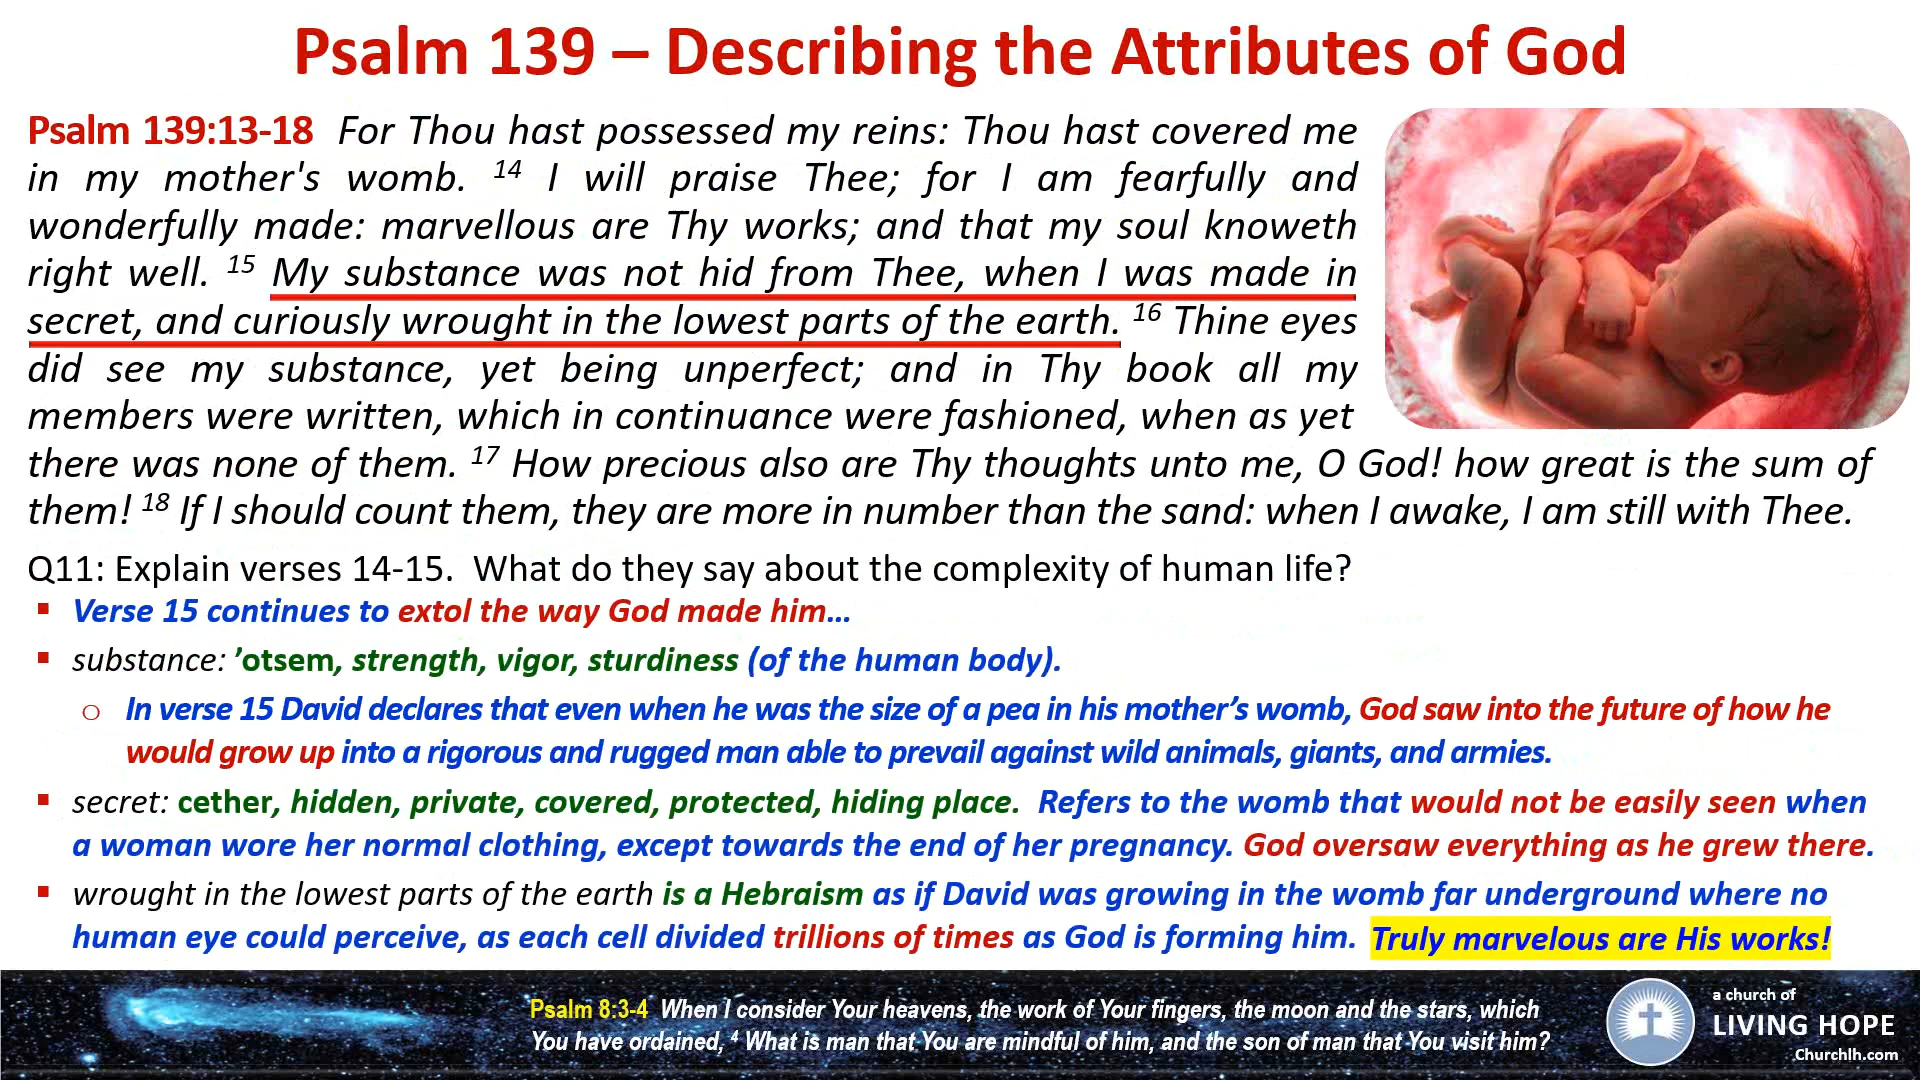 Psalm 139 – Describing the Attributes of God
Psalm 139:13-18 For Thou hast possessed my reins: Thou hast covered me
in my mother's womb. 14 I will praise Thee; for I am fearfully and
wonderfully made: marvellous are Thy works; and that my soul knoweth
right well. 15 My substance was not hid from Thee, when I was made in
secret, and curiously wrought in the lowest parts of the earth. 16 Thine eyes
did see my substance, yet being unperfect; and in Thy book all my
members were written, which in continuance were fashioned, when as yet
there was none of them. 17 How precious also are Thy thoughts unto me, O God! how great is the sum of
them! 18 If I should count them, they are more in number than the sand: when I awake, I am still with Thee.
Q11: Explain verses 14-15. What do they say about the complexity of human life?
▪ Verse 15 continues to extol the way God made him…
▪ substance: ’otsem, strength, vigor, sturdiness (of the human body).
o In verse 15 David declares that even when he was the size of a pea in his mother’s womb, God saw into the future of how he
would grow up into a rigorous and rugged man able to prevail against wild animals, giants, and armies.
▪ secret: cether, hidden, private, covered, protected, hiding place. Refers to the womb that would not be easily seen when
a woman wore her normal clothing, except towards the end of her pregnancy. God oversaw everything as he grew there.
▪ wrought in the lowest parts of the earth is a Hebraism as if David was growing in the womb far underground where no
human eye could perceive, as each cell divided trillions of times as God is forming him. Truly marvelous are His works!
Psalm 8:3-4 When I consider Your heavens, the work of Your fingers, the moon and the stars, which
You have ordained, 4 What is man that You are mindful of him, and the son of man that You visit him?
a church of
LIVING HOPE
Churchlh.com